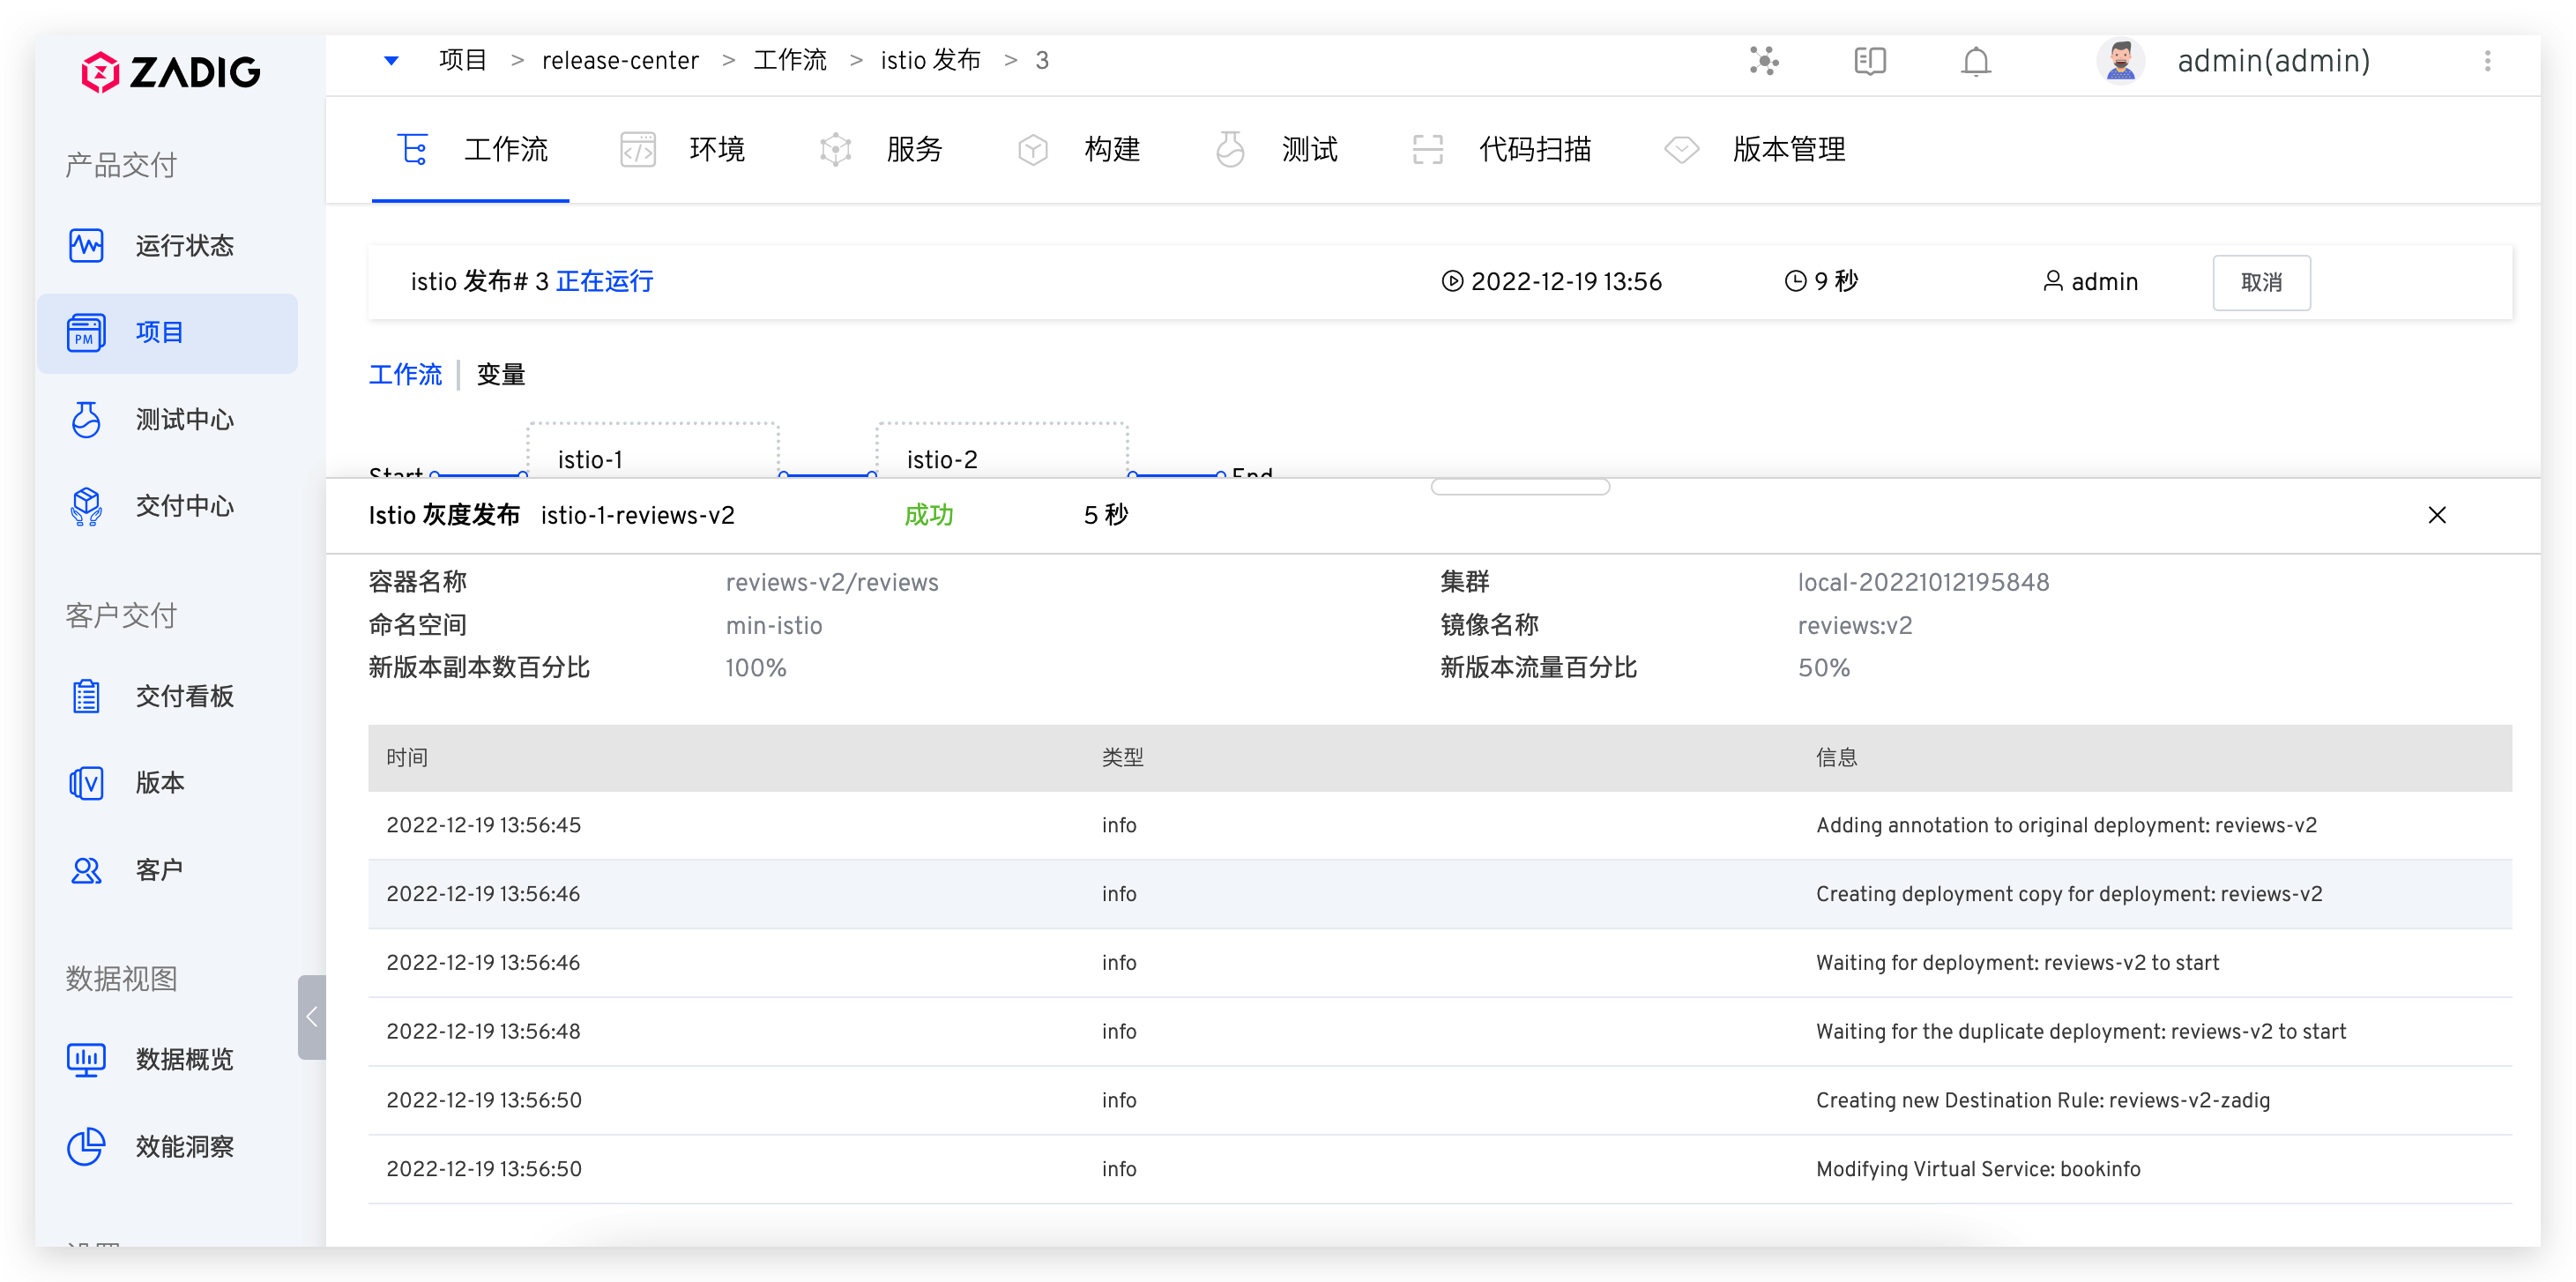 ZADIG
项目 > release-center > 工作流 > istio 发布 > 3
admin(admin)
工作流 环境 服务 构建 测试 代码扫描 版本管理
产品交付
运行状态
PM 项目
测试中心
交付中心
客户交付
交付看板
版本
客户
数据视图
数据概览
效能洞察
istio 发布# 3 正在运行 2022-12-19 13:56 9 秒 admin 取消
工作流 | 变量
istio-1 istio-2
Start End
Istio 灰度发布 istio-1-reviews-v2 成功 5 秒
容器名称 reviews-v2/reviews 集群 local-20221012195848
命名空间 min-istio 镜像名称 reviews:v2
新版本副本数百分比 100% 新版本流量百分比 50%
时间 类型 信息
2022-12-19 13:56:45 info Adding annotation to original deployment: reviews-v2
2022-12-19 13:56:46 info Creating deployment copy for deployment: reviews-v2
2022-12-19 13:56:46 info Waiting for deployment: reviews-v2 to start
2022-12-19 13:56:48 info Waiting for the duplicate deployment: reviews-v2 to start
2022-12-19 13:56:50 info Creating new Destination Rule: reviews-v2-zadig
2022-12-19 13:56:50 info Modifying Virtual Service: bookinfo